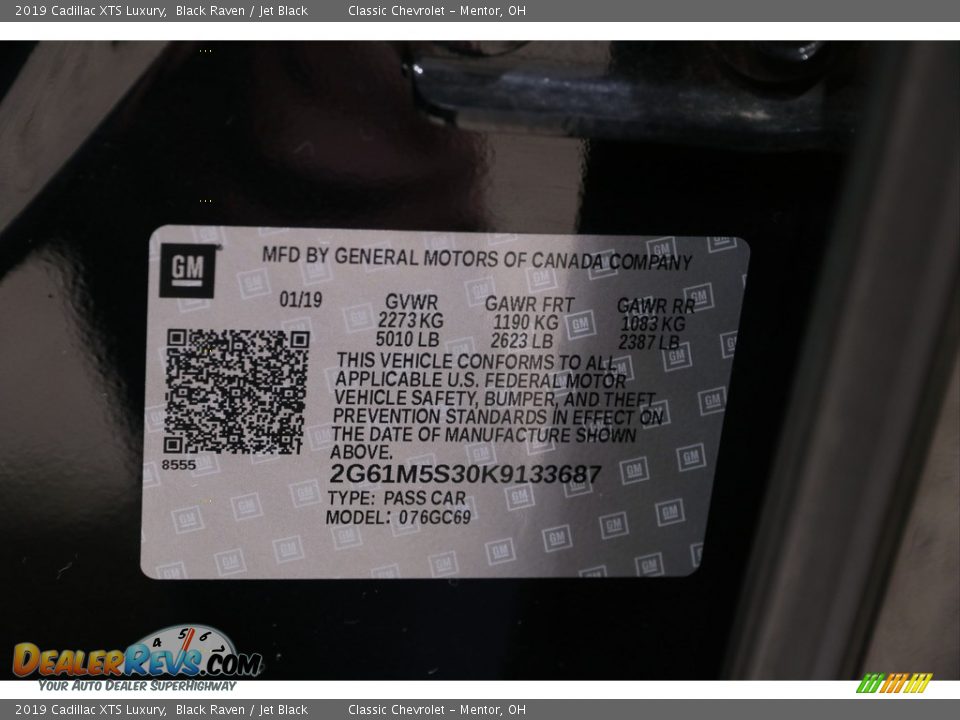 2019 Cadillac XTS Luxury, Black Raven / Jet Black Classic Chevrolet – Mentor, OH
GM
MFD BY GENERAL MOTORS OF CANADA COMPANY
01/19 GVWR GAWR FRT GAWR RR
2273 KG 1190 KG 1083 KG
5010 LB 2623 LB 2387 LB
THIS VEHICLE CONFORMS TO ALL
APPLICABLE U.S. FEDERAL MOTOR
VEHICLE SAFETY, BUMPER, AND THEFT
PREVENTION STANDARDS IN EFFECT ON
THE DATE OF MANUFACTURE SHOWN
ABOVE.
8555
2G61M5S30K9133687
TYPE: PASS CAR
MODEL: 076GC69
4 5 6
DEALERREVS.COM
YOUR AUTO DEALER SUPERHIGHWAY
2019 Cadillac XTS Luxury, Black Raven / Jet Black Classic Chevrolet – Mentor, OH